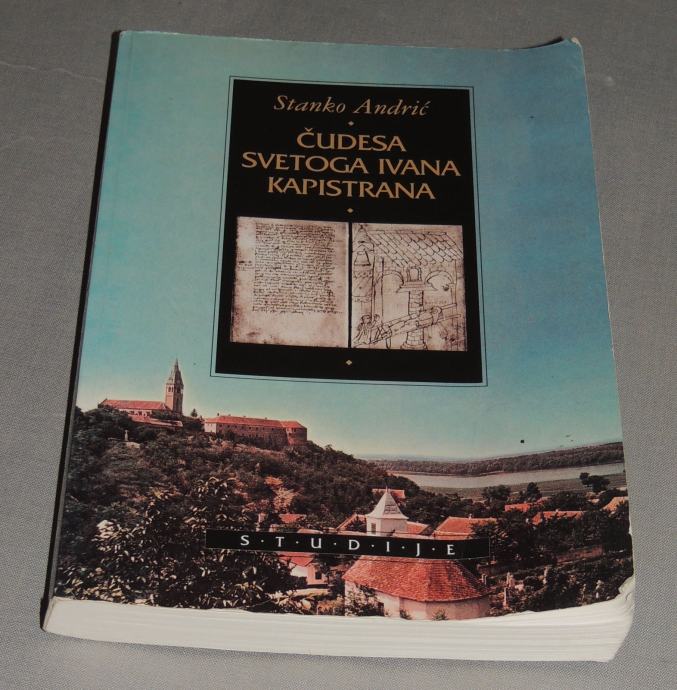 Stanko Andrić
ČUDESA
SVETOGA IVANA
KAPISTRANA
S·T·U·D·I·J·E